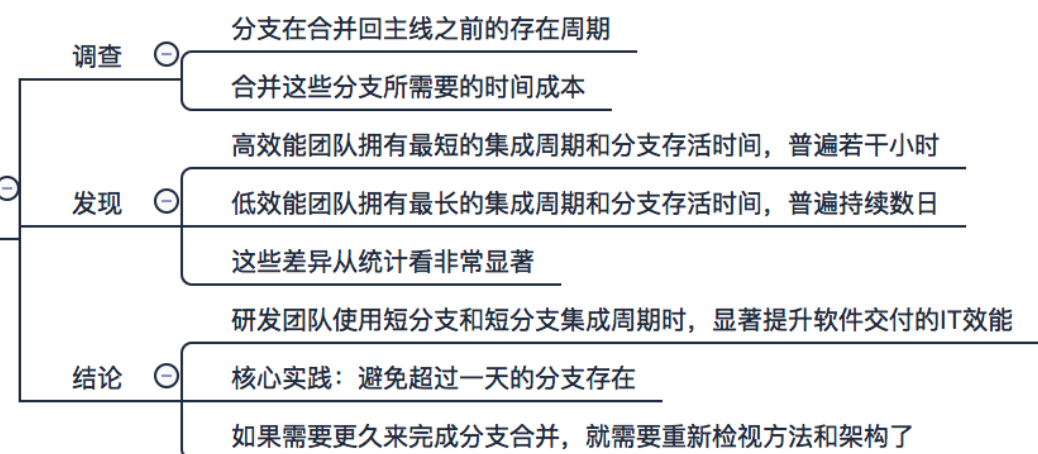 调查
分支在合并回主线之前的存在周期
合并这些分支所需要的时间成本
发现
高效能团队拥有最短的集成周期和分支存活时间，普遍若干小时
低效能团队拥有最长的集成周期和分支存活时间，普遍持续数日
这些差异从统计看非常显著
结论
研发团队使用短分支和短分支集成周期时，显著提升软件交付的IT效能
核心实践：避免超过一天的分支存在
如果需要更久来完成分支合并，就需要重新检视方法和架构了